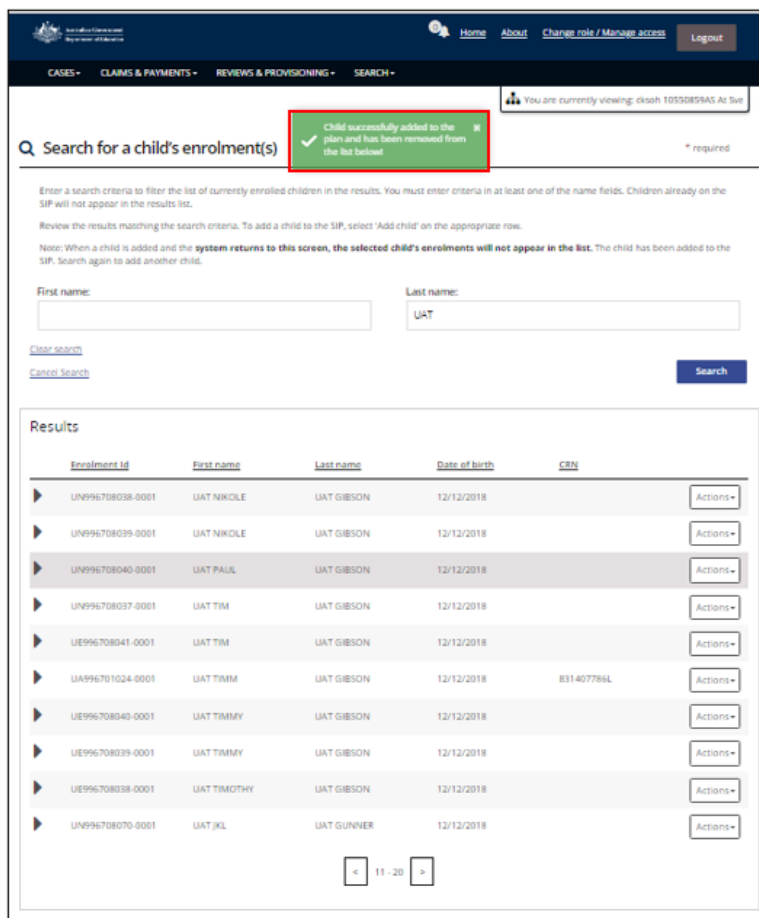 Australian Government
Department of Education
0
Home About Change role / Manage access Logout
CASES CLAIMS & PAYMENTS REVIEWS & PROVISIONING SEARCH
You are currently viewing: cksoh 10550859AS At Sve
Child successfully added to the
plan and has been removed from
the list below!
Search for a child's enrolment(s)
* required
Enter a search criteria to filter the list of currently enrolled children in the results. You must enter criteria in at least one of the name fields. Children already on the
SIP will not appear in the results list.
Review the results matching the search criteria. To add a child to the SIP, select 'Add child' on the appropriate row.
Note: When a child is added and the system returns to this screen, the selected child's enrolments will not appear in the list. The child has been added to the
SIP. Search again to add another child.
First name: Last name:
UAT
Clear search
Cancel Search Search
Results
Enrolment Id First name Last name Date of birth CRN
UN996708038-0001 UAT NIKOLE UAT GIBSON 12/12/2018 Actions
UN996708039-0001 UAT NIKOLE UAT GIBSON 12/12/2018 Actions
UN996708040-0001 UAT PAUL UAT GIBSON 12/12/2018 Actions
UN996708037-0001 UAT TIM UAT GIBSON 12/12/2018 Actions
UE996708041-0001 UAT TIM UAT GIBSON 12/12/2018 Actions
UA996701024-0001 UAT TIMM UAT GIBSON 12/12/2018 831407786L Actions
UE996708040-0001 UAT TIMMY UAT GIBSON 12/12/2018 Actions
UE996708039-0001 UAT TIMMY UAT GIBSON 12/12/2018 Actions
UE996708038-0001 UAT TIMOTHY UAT GIBSON 12/12/2018 Actions
UN996708070-0001 UAT JKL UAT GUNNER 12/12/2018 Actions
< 11 - 20 >